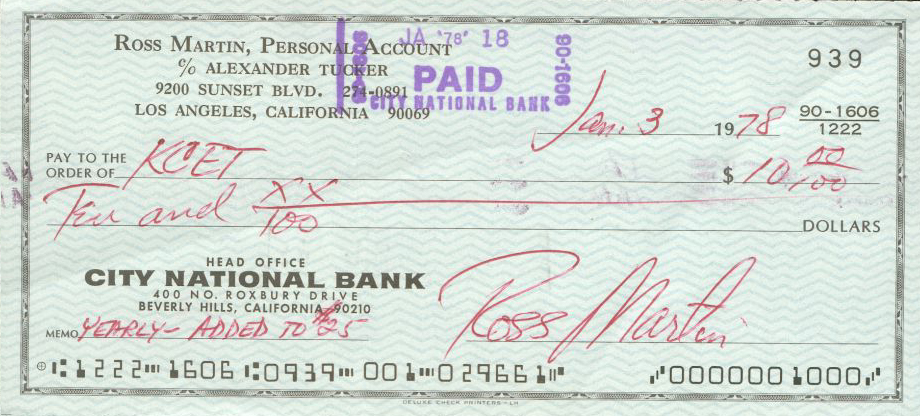 ROSS MARTIN, PERSONAL ACCOUNT
% ALEXANDER TUCKER
9200 SUNSET BLVD. 274-0891
LOS ANGELES, CALIFORNIA 90069
JA '78' 18
PAID
CITY NATIONAL BANK
90-1606
939
Jan. 3 1978
90-1606
1222
PAY TO THE
ORDER OF KCET $ 10 00/100
Ten and XX/100 DOLLARS
HEAD OFFICE
CITY NATIONAL BANK
400 NO. ROXBURY DRIVE
BEVERLY HILLS, CALIFORNIA 90210
MEMO YEARLY - ADDED TO $25
Ross Martin
⑆1222⑉1606⑆0939⑈001⑉029661⑈ ⑇0000001000⑇
DELUXE CHECK PRINTERS - LH